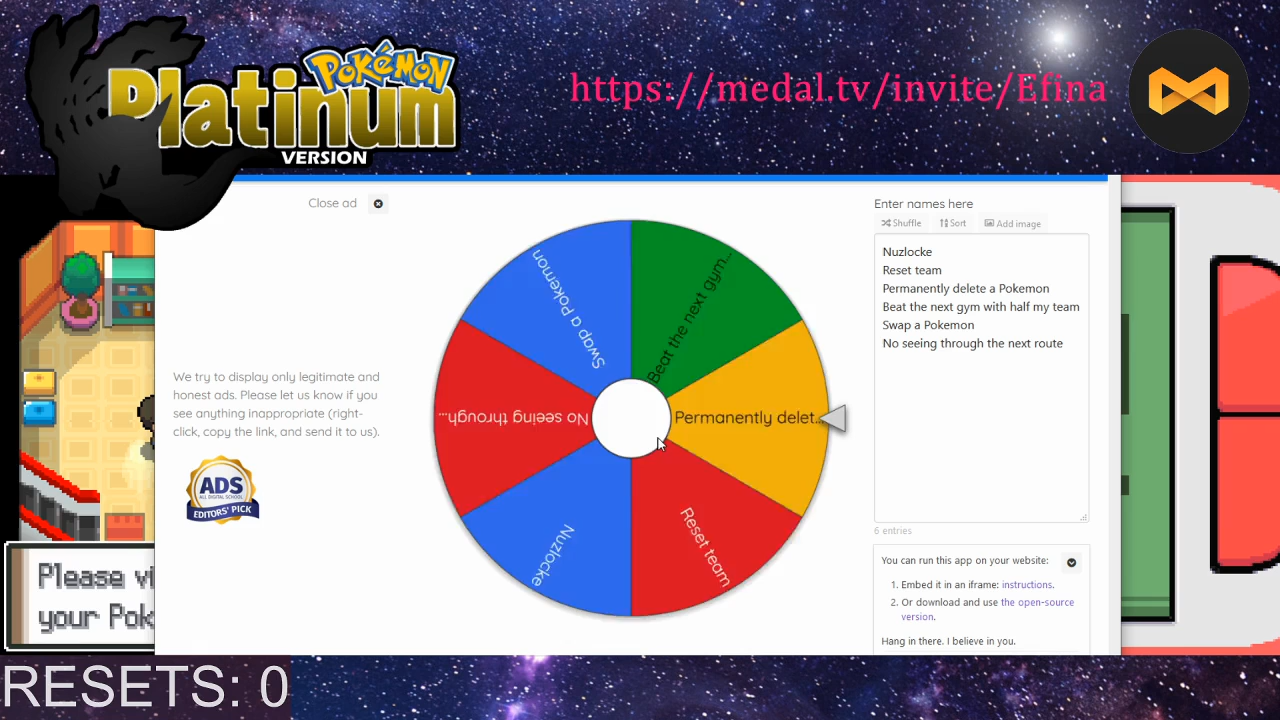 POKéMON
Platinum
VERSION
https://medal.tv/invite/Efina
Close ad
We try to display only legitimate and
honest ads. Please let us know if you
see anything inappropriate (right-
click, copy the link, and send it to us).
ADS
ALL DIGITAL SCHOOL
EDITORS' PICK
Swap a Pokemon
Beat the next gym...
Permanently delet...
Reset team
Nuzlocke
No seeing through...
Enter names here
Shuffle
Sort
Add image
Nuzlocke
Reset team
Permanently delete a Pokemon
Beat the next gym with half my team
Swap a Pokemon
No seeing through the next route
6 entries
You can run this app on your website:
1. Embed it in an iframe: instructions.
2. Or download and use the open-source
version.
Hang in there. I believe in you.
Please vi
your Pok
RESETS: 0